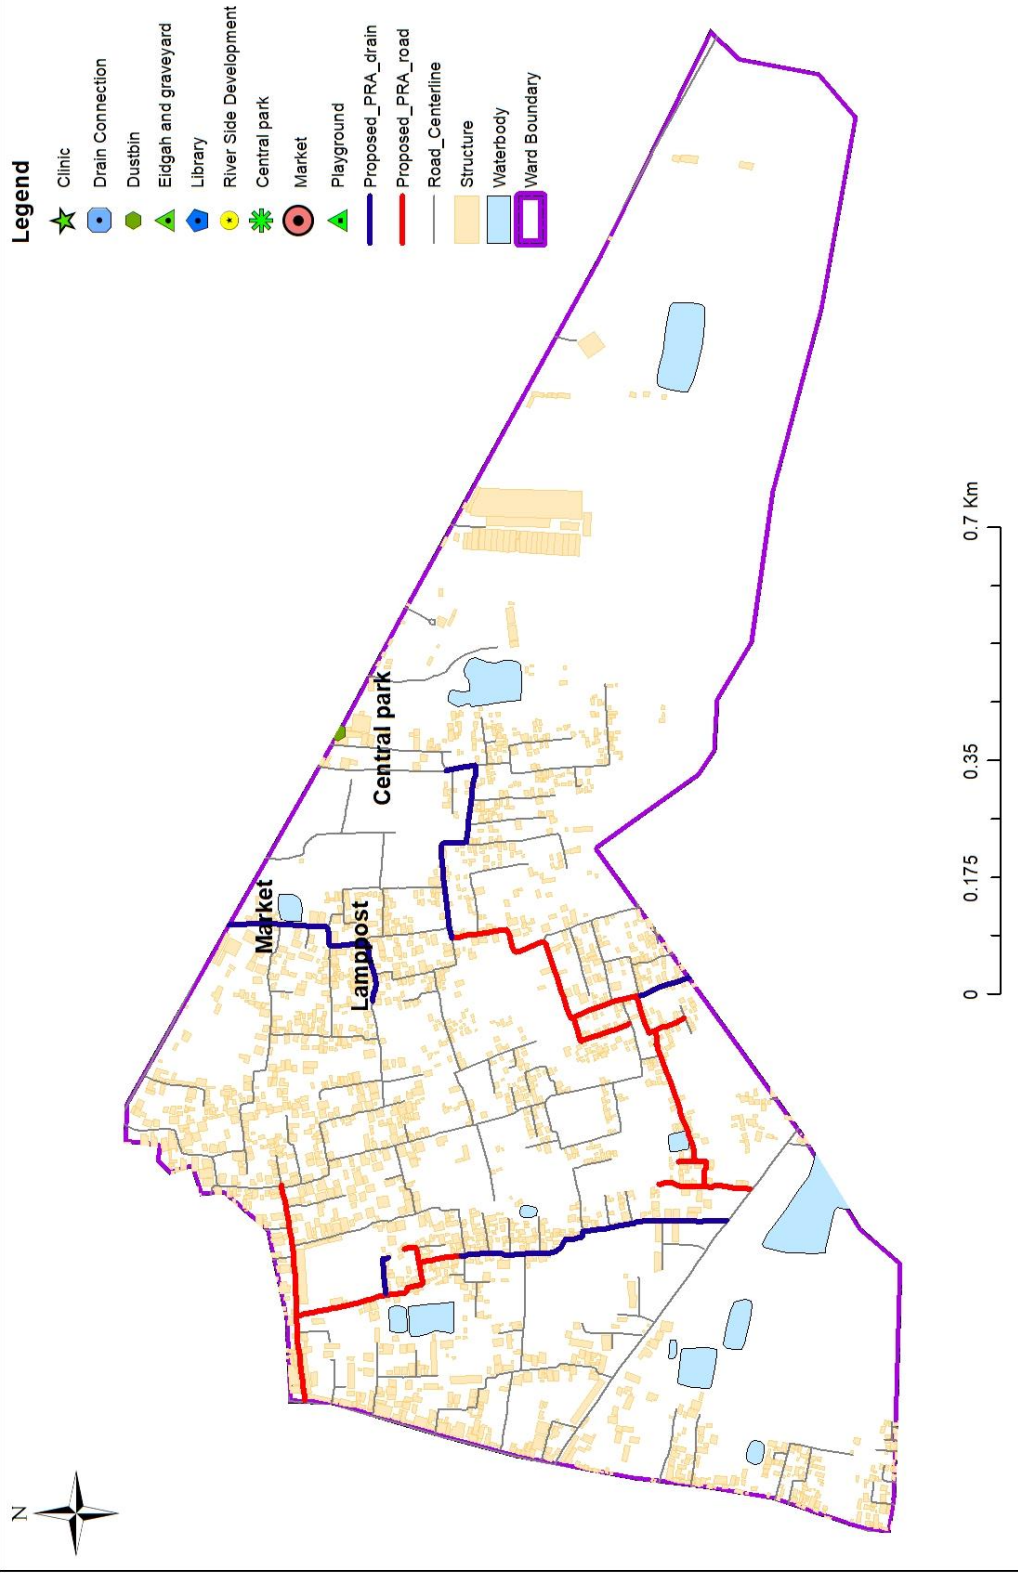 N
Legend
Clinic
Drain Connection
Dustbin
Eidgah and graveyard
Library
River Side Development
Central park
Market
Playground
Proposed_PRA_drain
Proposed_PRA_road
Road_Centerline
Structure
Waterbody
Ward Boundary
Market
Lamppost
Central park
0 0.175 0.35 0.7 Km